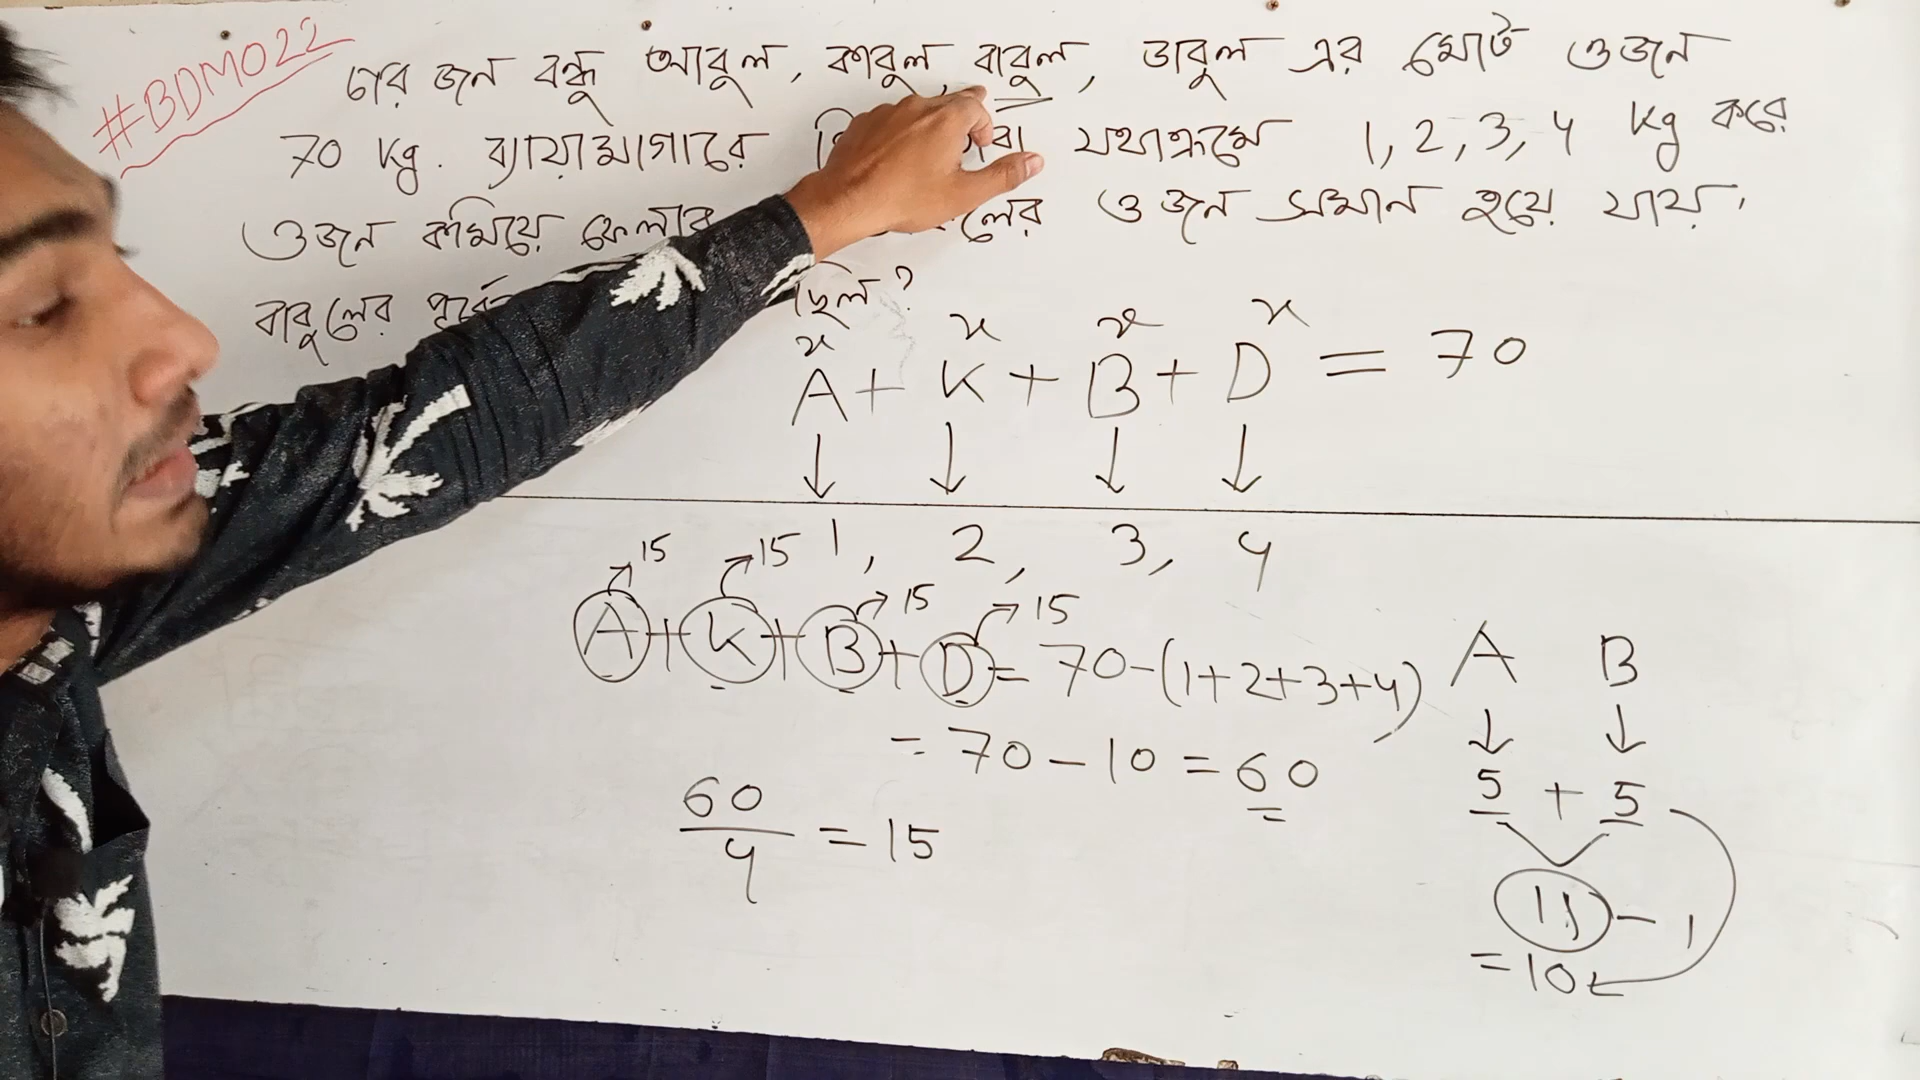 #BDMO22
চার জন বন্ধু আবুল, কাবুল, বাবুল, ডাবুল এর মোট ওজন
70 kg. ব্যায়ামাগারে যথাক্রমে 1, 2, 3, 4 kg করে
ওজন কমিয়ে ফেলার ওজন সমান হয়ে যায়।
বাবুলের ছিল?
x x x x
A + K + B + D = 70
↓ ↓ ↓ ↓
1, 2, 3, 4
15 15 15 15
A + K + B + D = 70-(1+2+3+4)
= 70 - 10 = 60
60/4 = 15
A B
↓ ↓
5 + 5
11 - 1
= 10